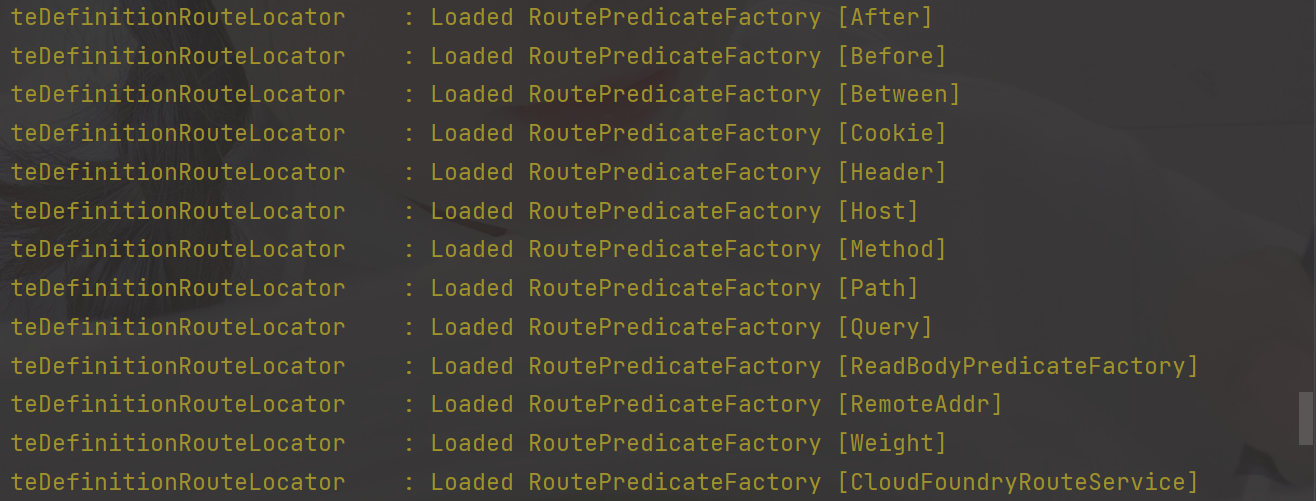 teDefinitionRouteLocator : Loaded RoutePredicateFactory [After]
teDefinitionRouteLocator : Loaded RoutePredicateFactory [Before]
teDefinitionRouteLocator : Loaded RoutePredicateFactory [Between]
teDefinitionRouteLocator : Loaded RoutePredicateFactory [Cookie]
teDefinitionRouteLocator : Loaded RoutePredicateFactory [Header]
teDefinitionRouteLocator : Loaded RoutePredicateFactory [Host]
teDefinitionRouteLocator : Loaded RoutePredicateFactory [Method]
teDefinitionRouteLocator : Loaded RoutePredicateFactory [Path]
teDefinitionRouteLocator : Loaded RoutePredicateFactory [Query]
teDefinitionRouteLocator : Loaded RoutePredicateFactory [ReadBodyPredicateFactory]
teDefinitionRouteLocator : Loaded RoutePredicateFactory [RemoteAddr]
teDefinitionRouteLocator : Loaded RoutePredicateFactory [Weight]
teDefinitionRouteLocator : Loaded RoutePredicateFactory [CloudFoundryRouteService]